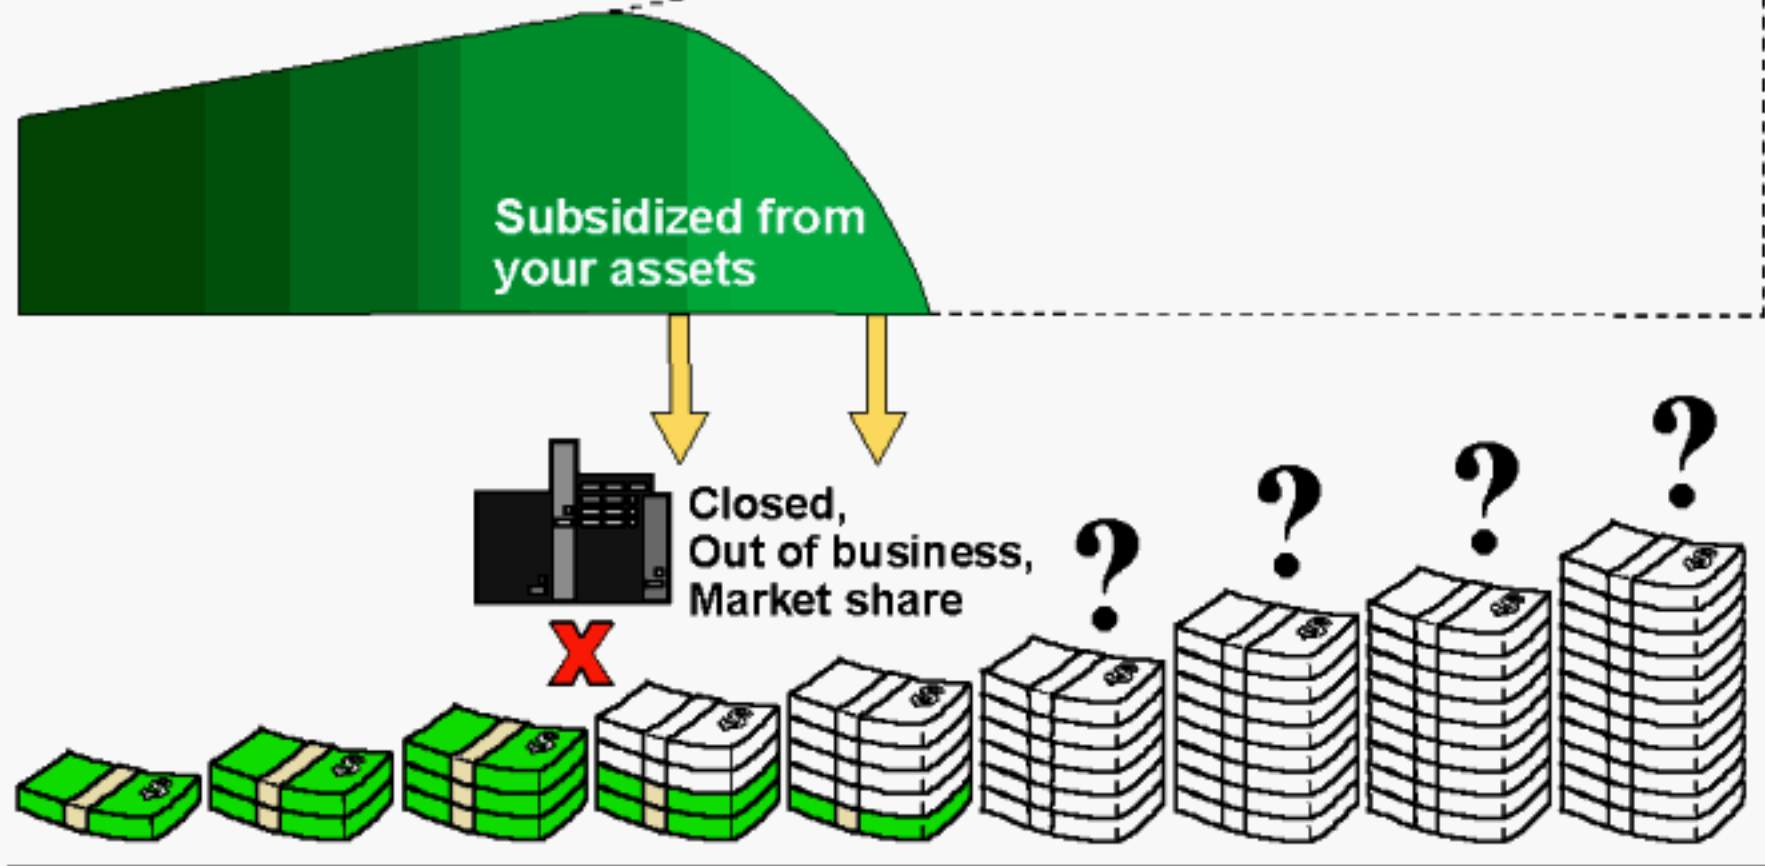 Subsidized from
your assets
Closed,
Out of business,
Market share
? ? ? ?
X